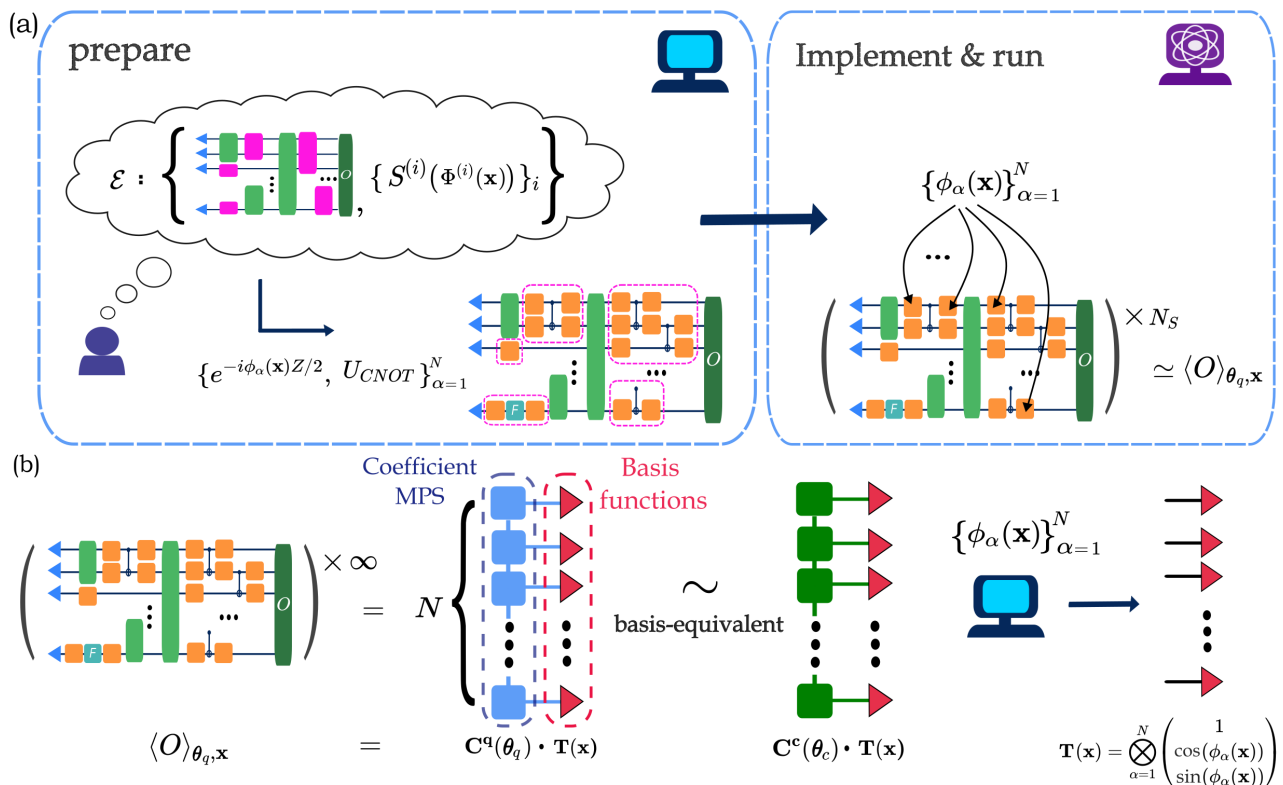 (a)
prepare
Implement & run
ℰ : { O , { S^{(i)}(Φ^{(i)}(𝐱)) }_i }
{ϕ_α(𝐱)}_{α=1}^N
...
{e^{-iϕ_α(𝐱)Z/2}, U_{CNOT}}_{α=1}^N
F
O
F
O
× N_S
≃ ⟨O⟩_{𝜽_q,𝐱}
(b)
Coefficient
MPS
Basis
functions
F
O
× ∞
=
N
∼
basis-equivalent
{ϕ_α(𝐱)}_{α=1}^N
⟨O⟩_{𝜽_q,𝐱} = 𝐂^𝐪(𝜽_q) · 𝐓(𝐱)
𝐂^𝐜(𝜽_c) · 𝐓(𝐱)
𝐓(𝐱) = ⨂_{α=1}^N ( 1
cos(ϕ_α(𝐱))
sin(ϕ_α(𝐱)) )